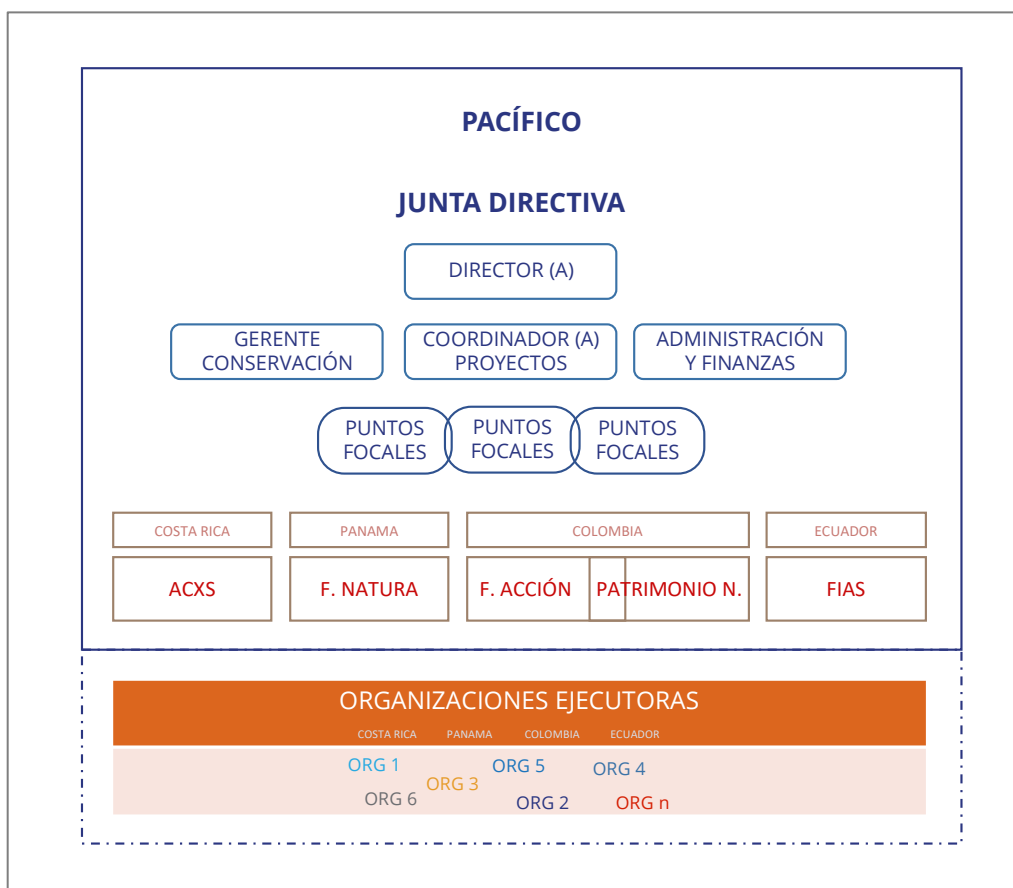 PACÍFICO
JUNTA DIRECTIVA
DIRECTOR (A)
GERENTE
CONSERVACIÓN
COORDINADOR (A)
PROYECTOS
ADMINISTRACIÓN
Y FINANZAS
PUNTOS
FOCALES
PUNTOS
FOCALES
PUNTOS
FOCALES
COSTA RICA
PANAMA
COLOMBIA
ECUADOR
ACXS
F. NATURA
F. ACCIÓN
PATRIMONIO N.
FIAS
ORGANIZACIONES EJECUTORAS
COSTA RICA
PANAMA
COLOMBIA
ECUADOR
ORG 1
ORG 5
ORG 4
ORG 3
ORG 6
ORG 2
ORG n